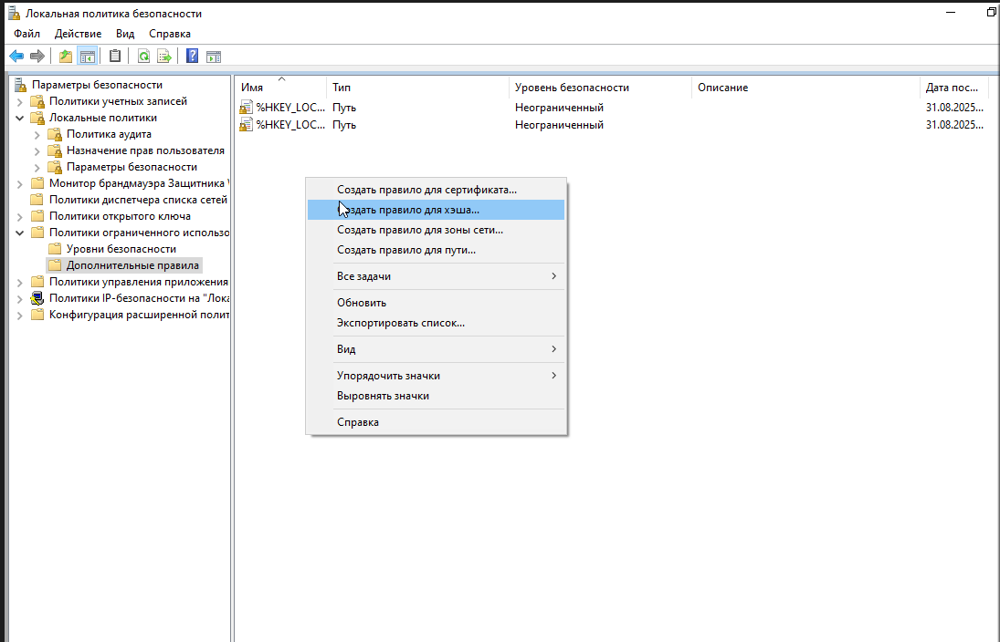 Локальная политика безопасности
Файл Действие Вид Справка
Параметры безопасности
Политики учетных записей
Локальные политики
Политика аудита
Назначение прав пользователя
Параметры безопасности
Монитор брандмауэра Защитника
Политики диспетчера списка сетей
Политики открытого ключа
Политики ограниченного использо
Уровни безопасности
Дополнительные правила
Политики управления приложения
Политики IP-безопасности на "Лока
Конфигурация расширенной полит
Имя Тип Уровень безопасности Описание Дата пос...
%HKEY_LOC... Путь Неограниченный 31.08.2025...
%HKEY_LOC... Путь Неограниченный 31.08.2025...
Создать правило для сертификата...
оздать правило для хэша...
Создать правило для зоны сети...
Создать правило для пути...
Все задачи
Обновить
Экспортировать список...
Вид
Упорядочить значки
Выровнять значки
Справка